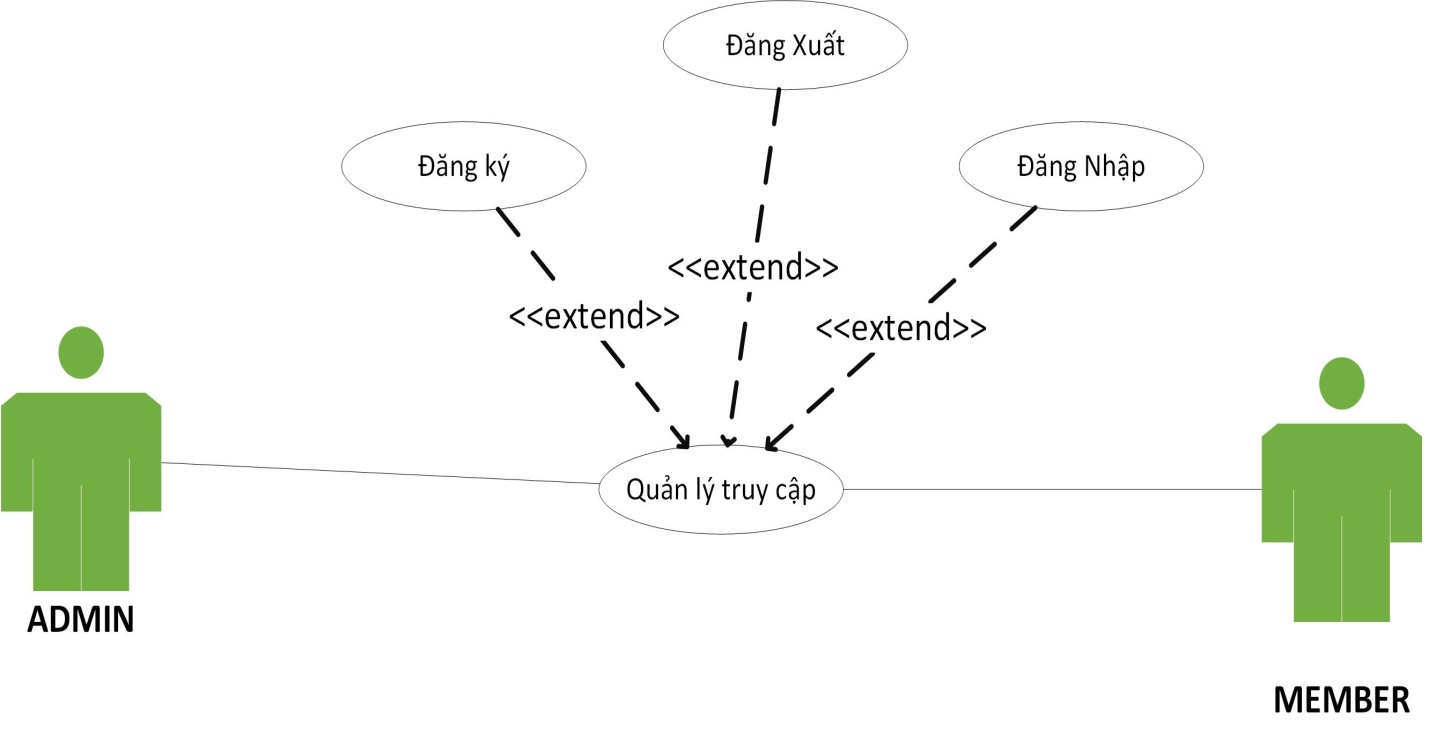 Đăng Xuất
Đăng ký
Đăng Nhập
<<extend>>
<<extend>>
<<extend>>
Quản lý truy cập
ADMIN
MEMBER